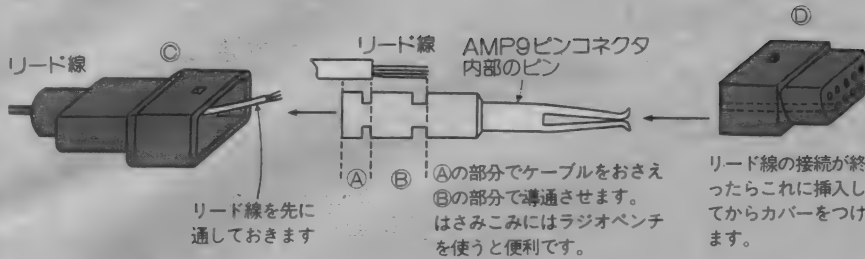 リード線
Ⓒ
リード線を先に
通しておきます
リード線
AMP9ピンコネクタ
内部のピン
Ⓐ
Ⓑ
Ⓐの部分でケーブルをおさえ
Ⓑの部分で導通させます。
はさみこみにはラジオペンチ
を使うと便利です。
Ⓓ
リード線の接続が終
ったらこれに挿入し
てからカバーをつけ
ます。